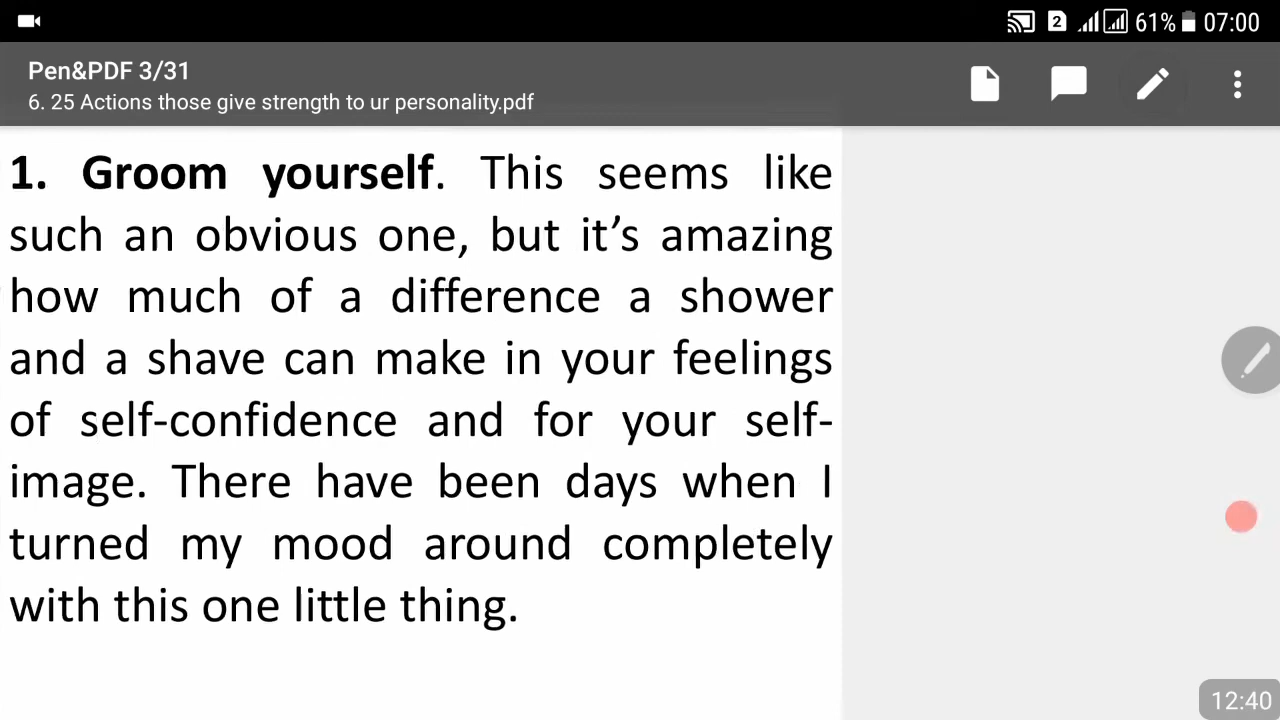 2 61% 07:00
Pen&PDF 3/31
6. 25 Actions those give strength to ur personality.pdf
1. Groom yourself. This seems like
such an obvious one, but it’s amazing
how much of a difference a shower
and a shave can make in your feelings
of self-confidence and for your self-
image. There have been days when I
turned my mood around completely
with this one little thing.
12:40